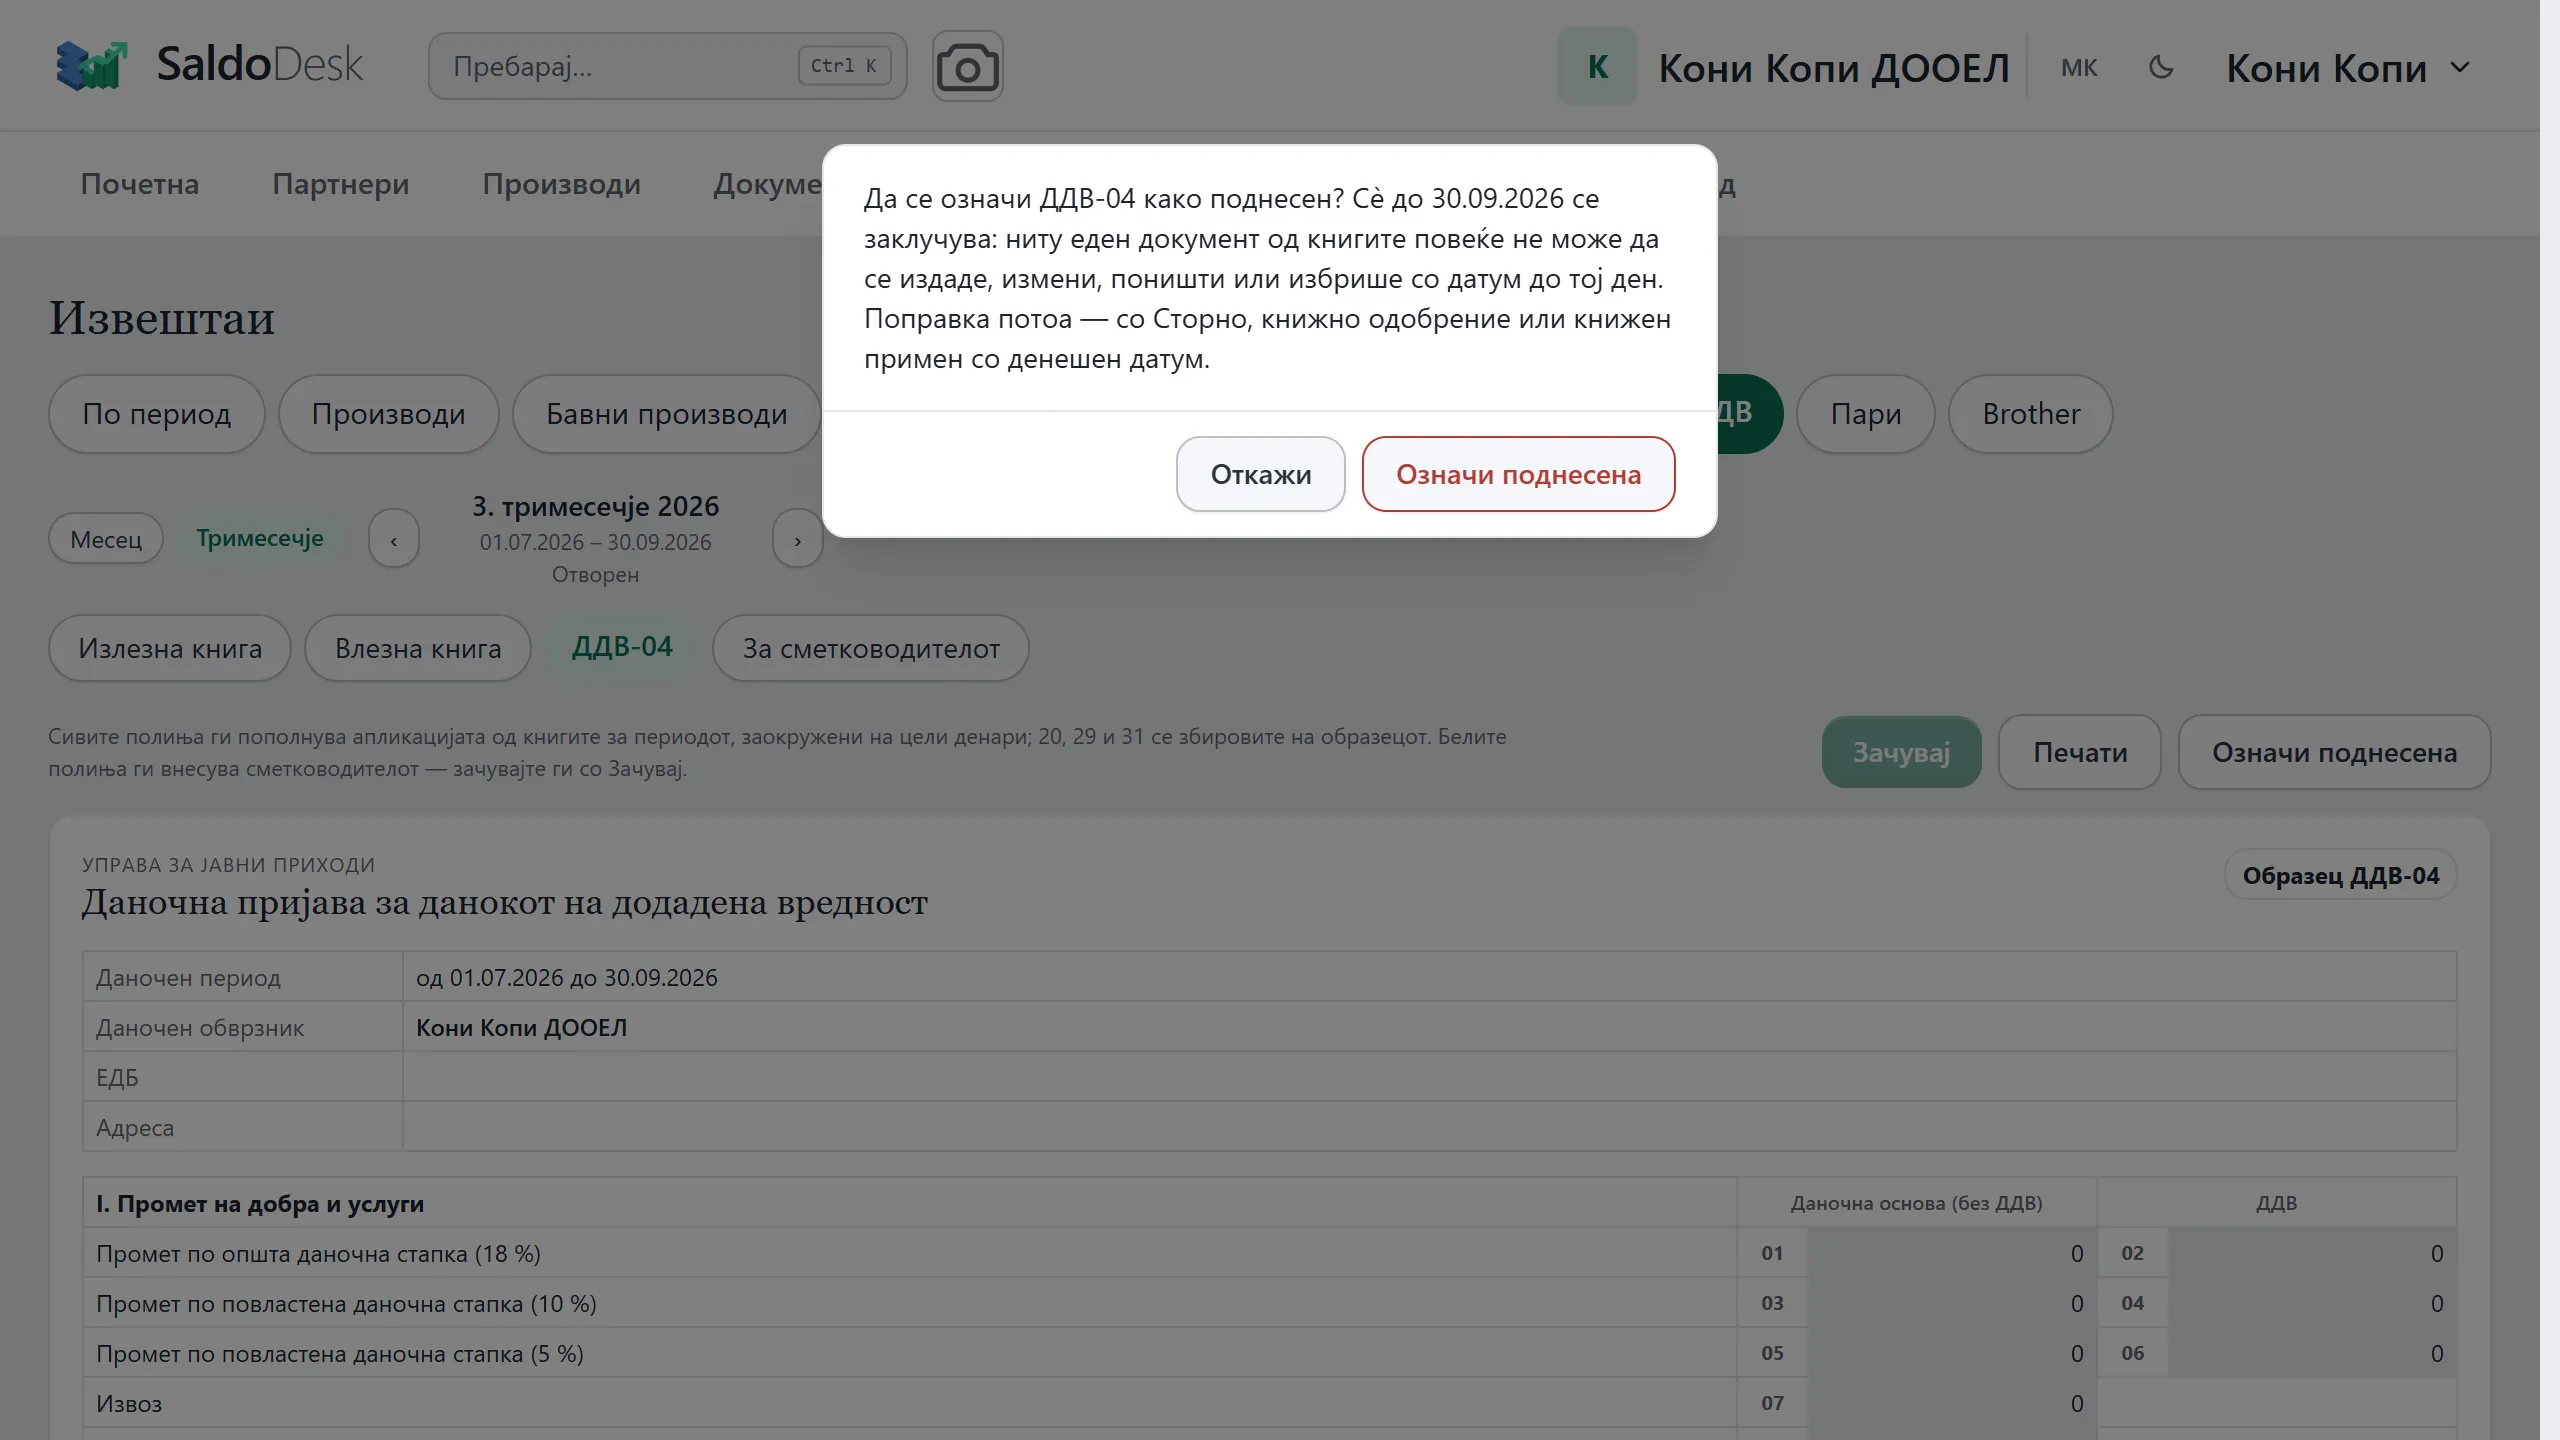 SaldoDesk
Пребарај...
Ctrl K
К
Кони Копи ДООЕЛ
МК
Кони Копи
Почетна
Партнери
Производи
Да се означи ДДВ-04 како поднесен? Сѐ до 30.09.2026 се
заклучува: ниту еден документ од книгите повеќе не може да
се издаде, измени, поништи или избрише со датум до тој ден.
Поправка потоа — со Сторно, книжно одобрение или книжен
примен со денешен датум.
Откажи
Означи поднесена
Извештаи
По период
Производи
Бавни производи
Пари
Brother
Месец
Тримесечје
‹
3. тримесечје 2026
01.07.2026 – 30.09.2026
Отворен
›
Излезна книга
Влезна книга
ДДВ-04
За сметководителот
Сивите полиња ги пополнува апликацијата од книгите за периодот, заокружени на цели денари; 20, 29 и 31 се збировите на образецот. Белите
полиња ги внесува сметководителот — зачувајте ги со Зачувај.
Зачувај
Печати
Означи поднесена
УПРАВА ЗА ЈАВНИ ПРИХОДИ
Даночна пријава за данокот на додадена вредност
Образец ДДВ-04
Даночен период од 01.07.2026 до 30.09.2026
Даночен обврзник Кони Копи ДООЕЛ
ЕДБ
Адреса
I. Промет на добра и услуги Даночна основа (без ДДВ) ДДВ
Промет по општа даночна стапка (18 %) 01 0 02 0
Промет по повластена даночна стапка (10 %) 03 0 04 0
Промет по повластена даночна стапка (5 %) 05 0 06 0
Извоз 07 0